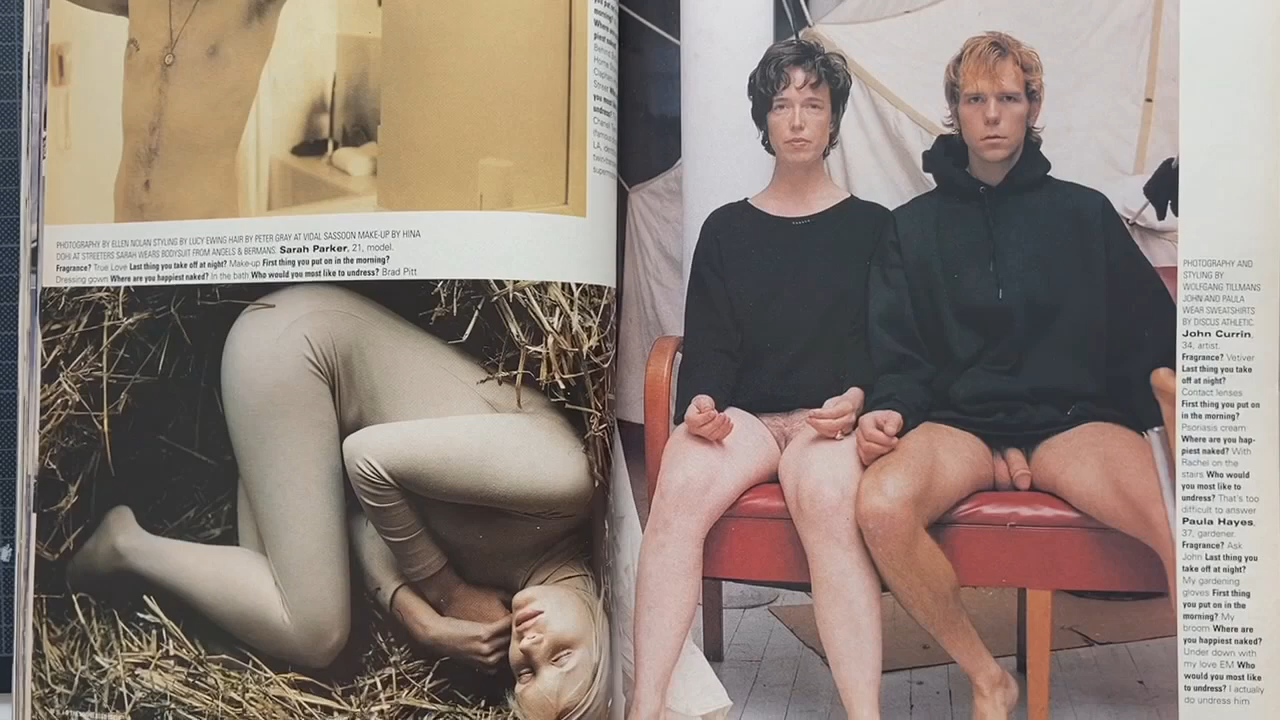 PHOTOGRAPHY BY ELLEN NOLAN STYLING BY LUCY EWING HAIR BY PETER GRAY AT VIDAL SASSOON MAKE-UP BY HINA
DOHI AT STREETERS SARAH WEARS BODYSUIT FROM ANGELS & BERMANS. Sarah Parker, 21, model.
Fragrance? True Love Last thing you take off at night? Make-up First thing you put on in the morning?
Dressing gown Where are you happiest naked? In the bath Who would you most like to undress? Brad Pitt
PHOTOGRAPHY AND
STYLING BY
WOLFGANG TILLMANS
JOHN AND PAULA
WEAR SWEATSHIRTS
BY DISCUS ATHLETIC.
John Currin,
34, artist.
Fragrance? Vetiver
Last thing you take
off at night?
Contact lenses
First thing you put on
in the morning?
Psoriasis cream
Where are you hap-
piest naked? With
Rachel on the
stairs Who would
you most like to
undress? That's too
difficult to answer
Paula Hayes,
37, gardener.
Fragrance? Ask
John Last thing you
take off at night?
My gardening
gloves First thing
you put on in the
morning? My
broom Where are
you happiest naked?
Under down with
my love EM Who
would you most like
to undress? I actually
do undress him